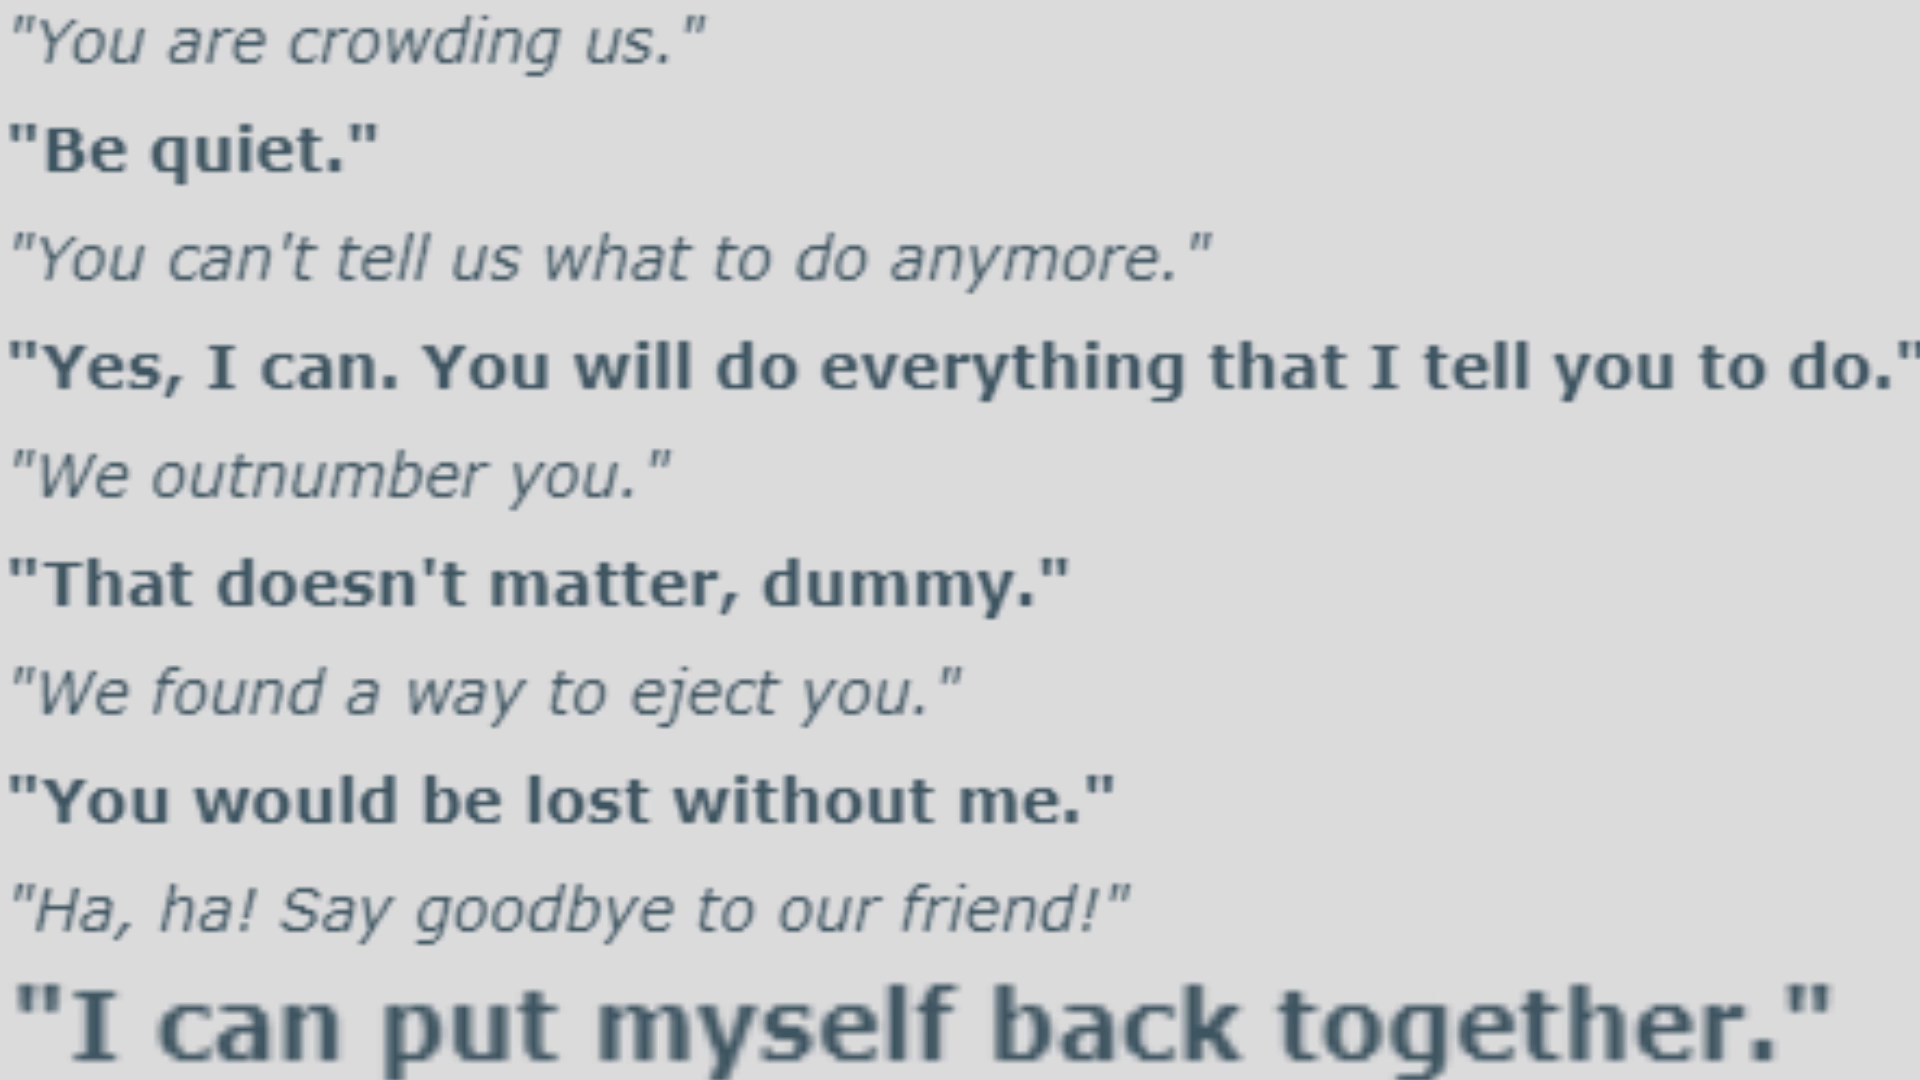 "You are crowding us."
"Be quiet."
"You can't tell us what to do anymore."
"Yes, I can. You will do everything that I tell you to do."
"We outnumber you."
"That doesn't matter, dummy."
"We found a way to eject you."
"You would be lost without me."
"Ha, ha! Say goodbye to our friend!"
"I can put myself back together."